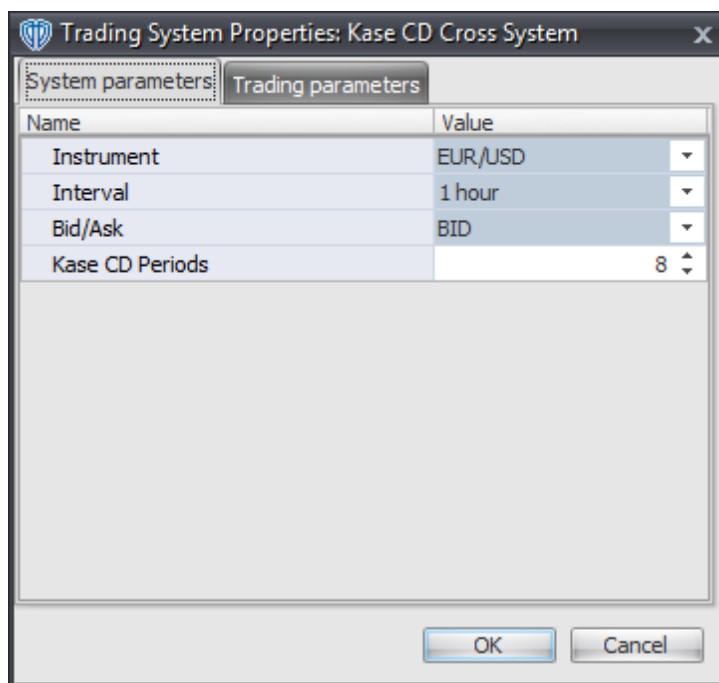 Trading System Properties: Kase CD Cross System x
System parameters Trading parameters
Name Value
Instrument EUR/USD
Interval 1 hour
Bid/Ask BID
Kase CD Periods 8
OK Cancel